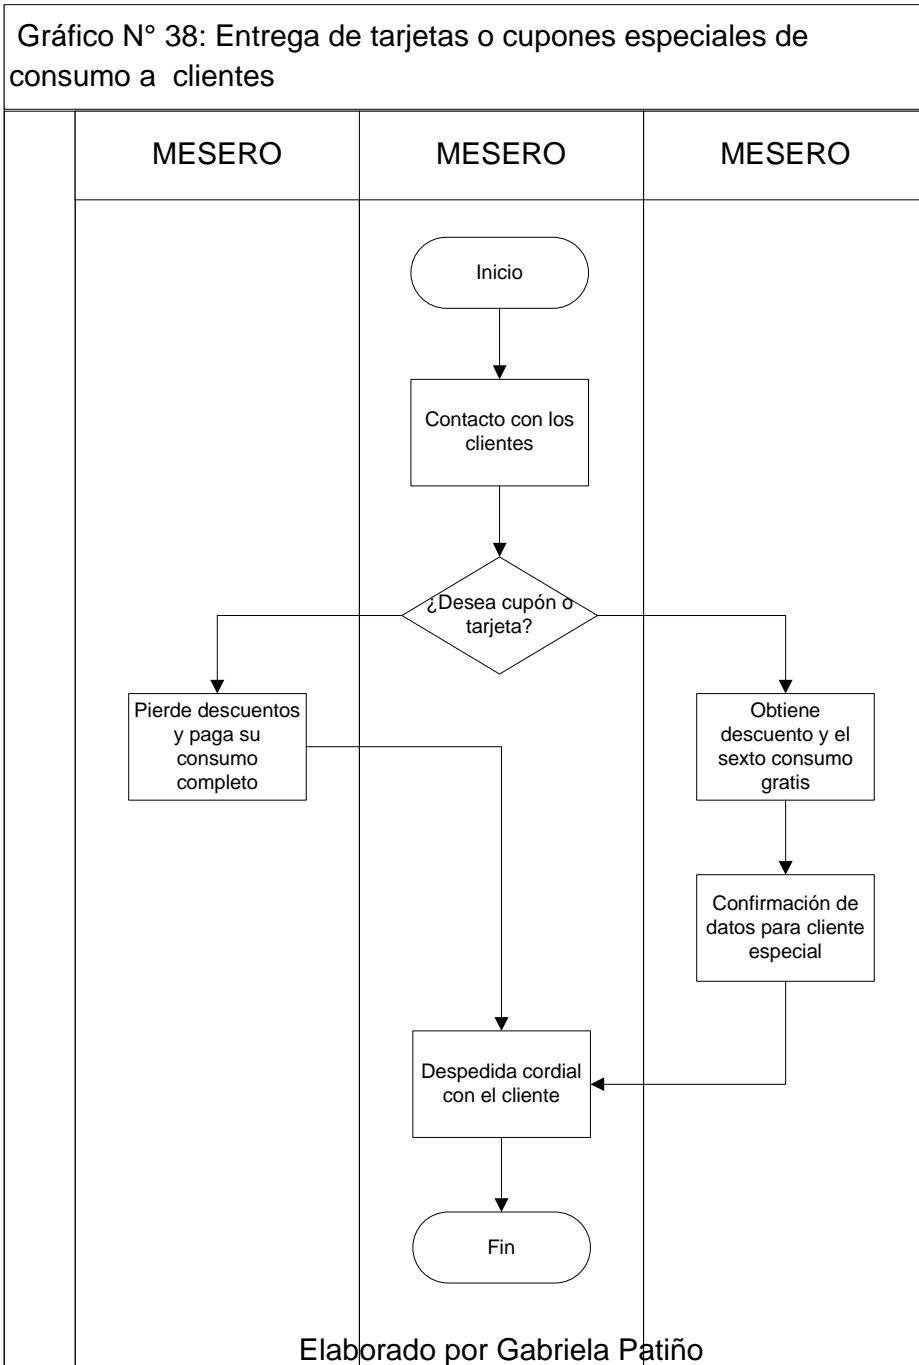 Gráfico N° 38: Entrega de tarjetas o cupones especiales de
consumo a clientes
MESERO
MESERO
MESERO
Inicio
Contacto con los
clientes
¿Desea cupón o
tarjeta?
Pierde descuentos
y paga su
consumo
completo
Obtiene
descuento y el
sexto consumo
gratis
Confirmación de
datos para cliente
especial
Despedida cordial
con el cliente
Fin
Elaborado por Gabriela Patiño